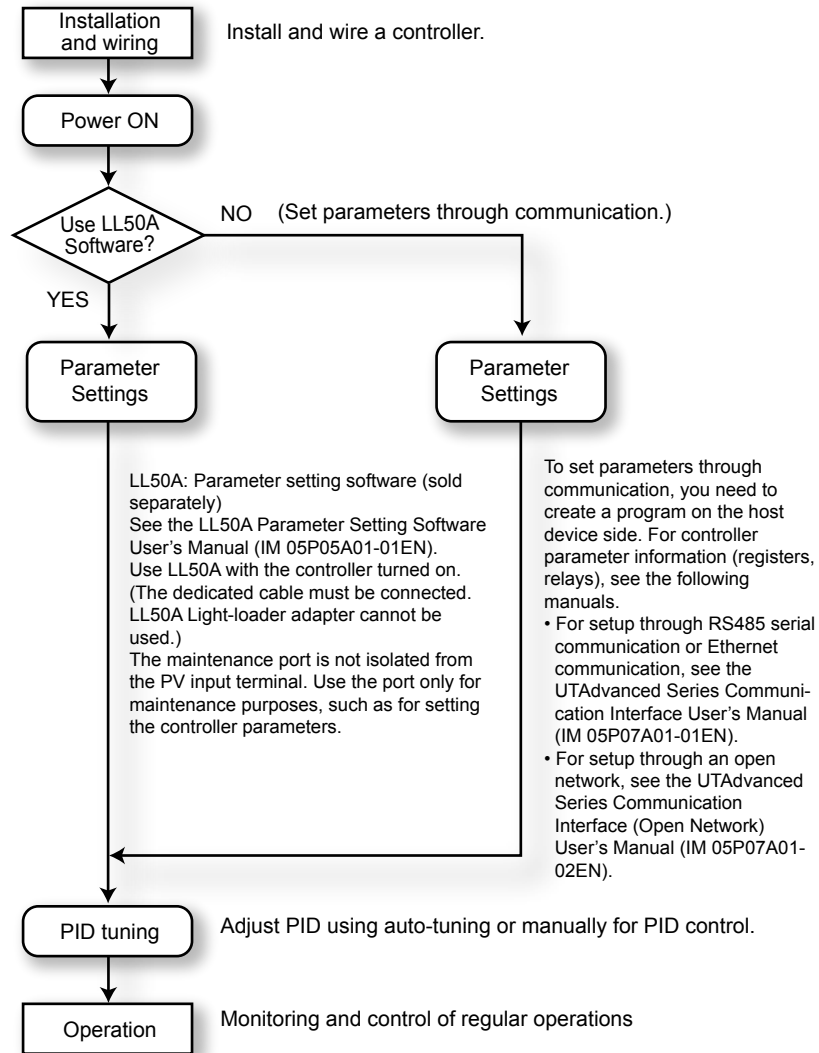 Installation
and wiring
Install and wire a controller.
Power ON
Use LL50A
Software?
NO (Set parameters through communication.)
YES
Parameter
Settings
Parameter
Settings
LL50A: Parameter setting software (sold
separately)
See the LL50A Parameter Setting Software
User's Manual (IM 05P05A01-01EN).
Use LL50A with the controller turned on.
(The dedicated cable must be connected.
LL50A Light-loader adapter cannot be
used.)
The maintenance port is not isolated from
the PV input terminal. Use the port only for
maintenance purposes, such as for setting
the controller parameters.
To set parameters through
communication, you need to
create a program on the host
device side. For controller
parameter information (registers,
relays), see the following
manuals.
• For setup through RS485 serial
communication or Ethernet
communication, see the
UTAdvanced Series Communi-
cation Interface User's Manual
(IM 05P07A01-01EN).
• For setup through an open
network, see the UTAdvanced
Series Communication
Interface (Open Network)
User's Manual (IM 05P07A01-
02EN).
PID tuning
Adjust PID using auto-tuning or manually for PID control.
Operation
Monitoring and control of regular operations